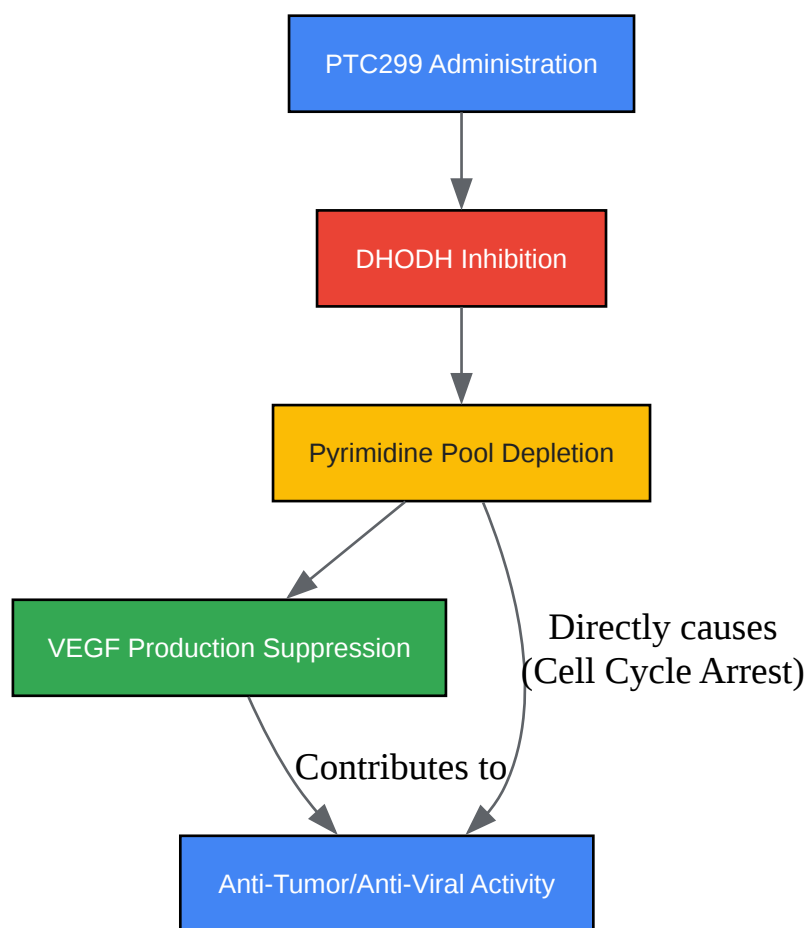 PTC299 Administration
DHODH Inhibition
Pyrimidine Pool Depletion
VEGF Production Suppression
Directly causes
(Cell Cycle Arrest)
Contributes to
Anti-Tumor/Anti-Viral Activity